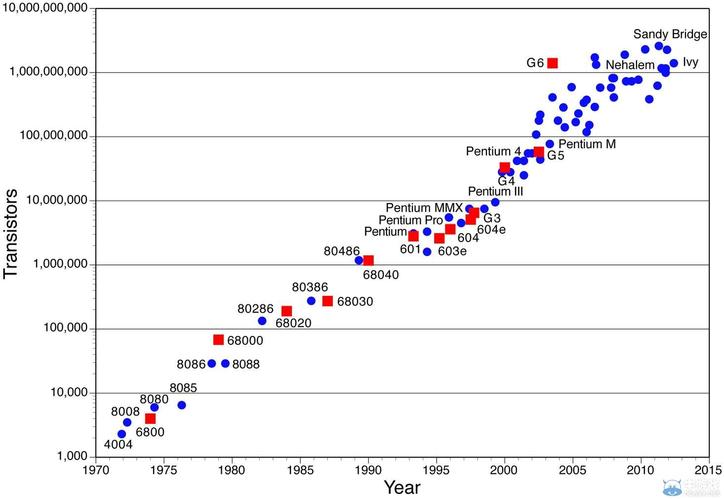 10,000,000,000
Sandy Bridge
G6
Nehalem
Ivy
1,000,000,000
100,000,000
Pentium 4
Pentium M
G5
G4
Pentium III
10,000,000
Pentium MMX
G3
Pentium Pro
604e
Pentium
604
601
603e
80486
1,000,000
68040
80386
68030
80286
68020
100,000
68000
8086
8088
8085
10,000
8080
8008
6800
4004
1,000
1970
1975
1980
1985
1990
1995
2000
2005
2010
2015
Transistors
Year